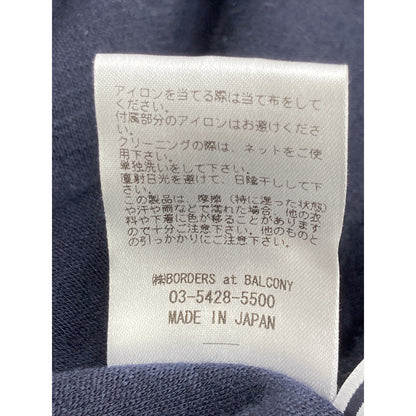 アイロンを当てる際は当て布をして
ください。
付属部分のアイロンはお避けください。
クリーニングの際は、ネットをご使
用下さい。
単独洗いをして下さい。
直射日光を避けて、日陰干しして下さい。
この製品は、摩擦(特に湿った状態)
や汗や雨などで濡れた場合、他の衣
料や下着に色が移ることがあります
ので十分ご注意下さい。他のものと
の引っかかりにご注意下さい。
㈱BORDERS at BALCONY
03-5428-5500
MADE IN JAPAN